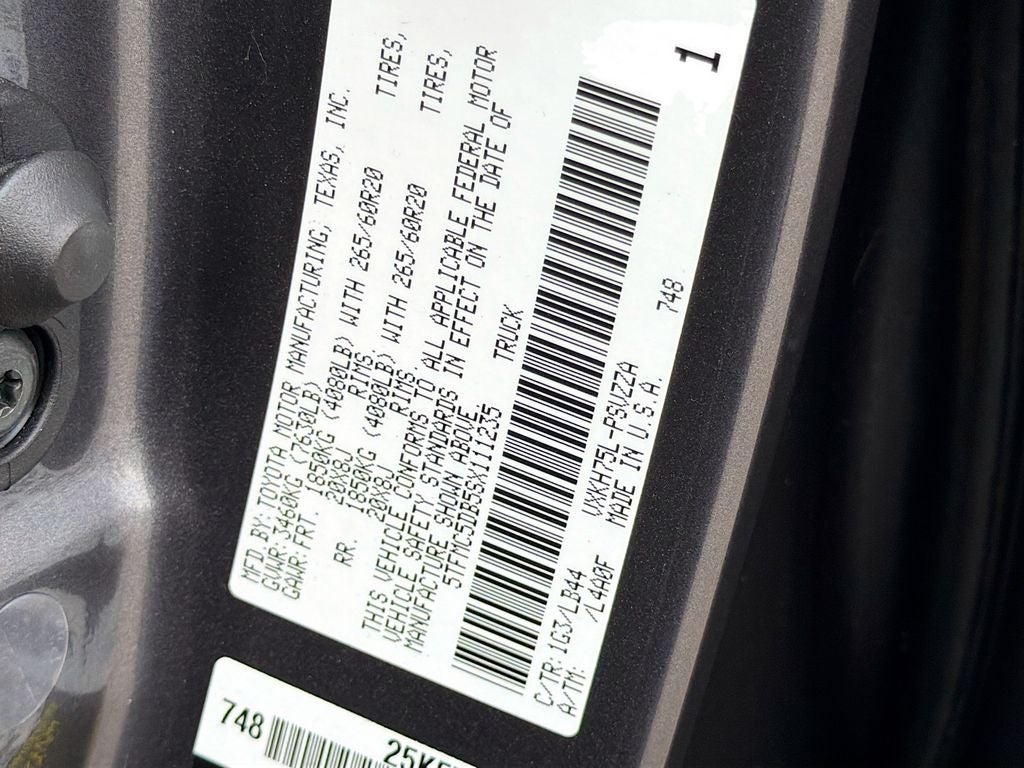 MFD BY:TOYOTA MOTOR MANUFACTURING, TEXAS, INC.
GVWR:3460KG (7630LB)
GAWR:FRT. 1850KG (4080LB) WITH 265/60R20 TIRES,
20X8J RIMS.
RR. 1850KG (4080LB) WITH 265/60R20 TIRES,
20X8J RIMS.
THIS VEHICLE CONFORMS TO ALL APPLICABLE FEDERAL MOTOR
VEHICLE SAFETY STANDARDS IN EFFECT ON THE DATE OF
MANUFACTURE SHOWN ABOVE.
5TFMC5DB5SX111235 TRUCK
C/TR:1G3/LB44 VXKH75L-PSVZZA 748
A/TM: /L4A0F MADE IN U.S.A.
1
748